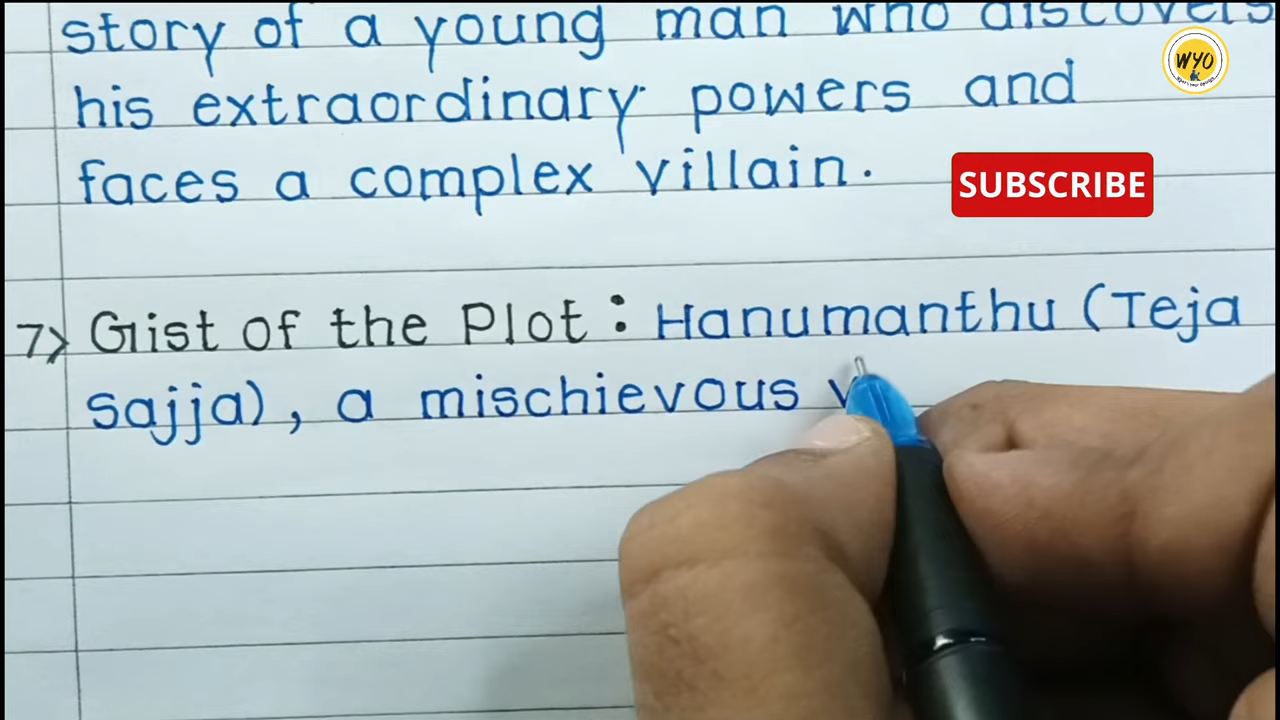 story of a young man who discovers
his extraordinary powers and
faces a complex villain.
7) Gist of the Plot : Hanumanthu (Teja
sajja), a mischievous v
WYO
SUBSCRIBE